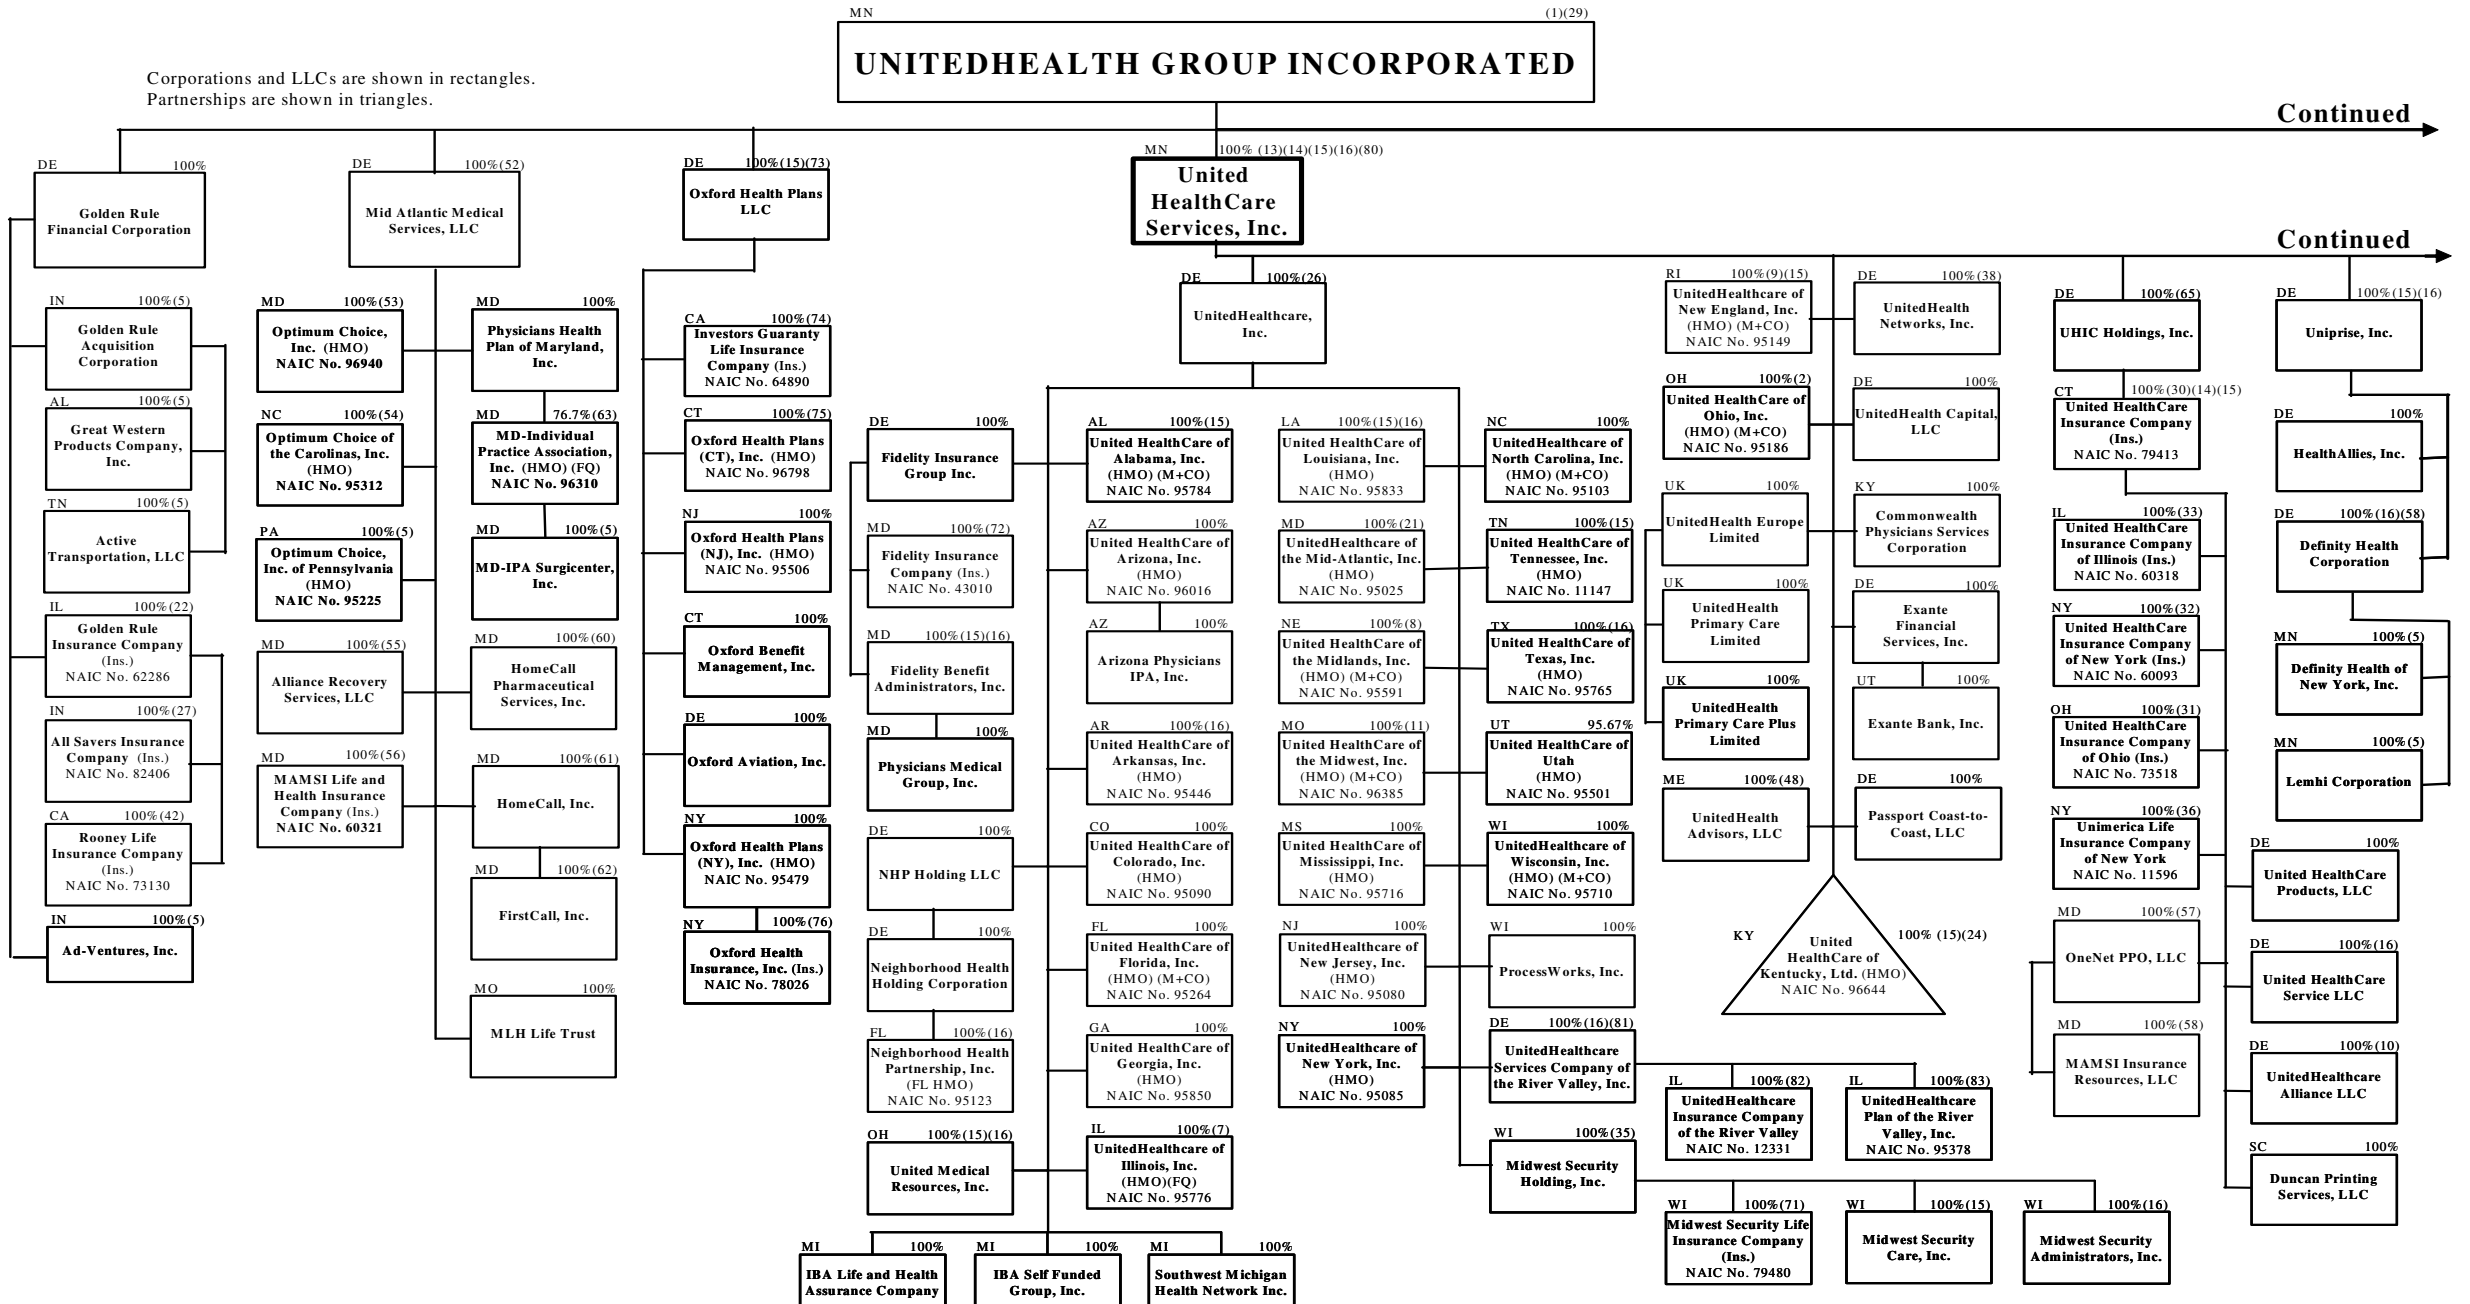 MN (1)(29)
UNITEDHEALTH GROUP INCORPORATED
Corporations and LLCs are shown in rectangles.
Partnerships are shown in triangles.
Continued
DE 100%
Golden Rule
Financial Corporation
DE 100%(52)
Mid Atlantic Medical
Services, LLC
DE 100%(15)(73)
Oxford Health Plans
LLC
MN 100% (13)(14)(15)(16)(80)
United
HealthCare
Services, Inc.
Continued
IN 100%(5)
Golden Rule
Acquisition
Corporation
AL 100%(5)
Great Western
Products Company,
Inc.
TN 100%(5)
Active
Transportation, LLC
IL 100%(22)
Golden Rule
Insurance Company
(Ins.)
NAIC No. 62286
IN 100%(27)
All Savers Insurance
Company (Ins.)
NAIC No. 82406
CA 100%(42)
Rooney Life
Insurance Company
(Ins.)
NAIC No. 73130
IN 100%(5)
Ad-Ventures, Inc.
MD 100%(53)
Optimum Choice,
Inc. (HMO)
NAIC No. 96940
NC 100%(54)
Optimum Choice of
the Carolinas, Inc.
(HMO)
NAIC No. 95312
PA 100%(5)
Optimum Choice,
Inc. of Pennsylvania
(HMO)
NAIC No. 95225
MD 100%(55)
Alliance Recovery
Services, LLC
MD 100%(56)
MAMSI Life and
Health Insurance
Company (Ins.)
NAIC No. 60321
MD 100%
Physicians Health
Plan of Maryland,
Inc.
MD 76.7%(63)
MD-Individual
Practice Association,
Inc. (HMO) (FQ)
NAIC No. 96310
MD 100%(5)
MD-IPA Surgicenter,
Inc.
MD 100%(60)
HomeCall
Pharmaceutical
Services, Inc.
MD 100%(61)
HomeCall, Inc.
MD 100%(62)
FirstCall, Inc.
MO 100%
MLH Life Trust
CA 100%(74)
Investors Guaranty
Life Insurance
Company (Ins.)
NAIC No. 64890
CT 100%(75)
Oxford Health Plans
(CT), Inc. (HMO)
NAIC No. 96798
NJ 100%
Oxford Health Plans
(NJ), Inc. (HMO)
NAIC No. 95506
CT 100%
Oxford Benefit
Management, Inc.
DE 100%
Oxford Aviation, Inc.
NY 100%
Oxford Health Plans
(NY), Inc. (HMO)
NAIC No. 95479
NY 100%(76)
Oxford Health
Insurance, Inc. (Ins.)
NAIC No. 78026
DE 100%(26)
UnitedHealthcare,
Inc.
DE 100%
Fidelity Insurance
Group Inc.
MD 100%(72)
Fidelity Insurance
Company (Ins.)
NAIC No. 43010
MD 100%(15)(16)
Fidelity Benefit
Administrators, Inc.
MD 100%
Physicians Medical
Group, Inc.
DE 100%
NHP Holding LLC
DE 100%
Neighborhood Health
Holding Corporation
FL 100%(16)
Neighborhood Health
Partnership, Inc.
(FL HMO)
NAIC No. 95123
OH 100%(15)(16)
United Medical
Resources, Inc.
AL 100%(15)
United HealthCare of
Alabama, Inc.
(HMO) (M+CO)
NAIC No. 95784
AZ 100%
United HealthCare of
Arizona, Inc.
(HMO)
NAIC No. 96016
AZ 100%
Arizona Physicians
IPA, Inc.
AR 100%(16)
United HealthCare of
Arkansas, Inc.
(HMO)
NAIC No. 95446
CO 100%
United HealthCare of
Colorado, Inc.
(HMO)
NAIC No. 95090
FL 100%
United HealthCare of
Florida, Inc.
(HMO) (M+CO)
NAIC No. 95264
GA 100%
United HealthCare of
Georgia, Inc.
(HMO)
NAIC No. 95850
IL 100%(7)
UnitedHealthcare of
Illinois, Inc.
(HMO)(FQ)
NAIC No. 95776
MI 100%
IBA Life and Health
Assurance Company
MI 100%
IBA Self Funded
Group, Inc.
MI 100%
Southwest Michigan
Health Network Inc.
LA 100%(15)(16)
United HealthCare of
Louisiana, Inc.
(HMO)
NAIC No. 95833
MD 100%(21)
UnitedHealthcare of
the Mid-Atlantic, Inc.
(HMO)
NAIC No. 95025
NE 100%(8)
United HealthCare of
the Midlands, Inc.
(HMO) (M+CO)
NAIC No. 95591
MO 100%(11)
United HealthCare of
the Midwest, Inc.
(HMO) (M+CO)
NAIC No. 96385
MS 100%
United HealthCare of
Mississippi, Inc.
(HMO)
NAIC No. 95716
NJ 100%
UnitedHealthcare of
New Jersey, Inc.
(HMO)
NAIC No. 95080
NY 100%
UnitedHealthcare of
New York, Inc.
(HMO)
NAIC No. 95085
NC 100%
UnitedHealthcare of
North Carolina, Inc.
(HMO) (M+CO)
NAIC No. 95103
TN 100%(15)
United HealthCare of
Tennessee, Inc.
(HMO)
NAIC No. 11147
TX 100%(16)
United HealthCare of
Texas, Inc.
(HMO)
NAIC No. 95765
UT 95.67%
United HealthCare of
Utah
(HMO)
NAIC No. 95501
WI 100%
UnitedHealthcare of
Wisconsin, Inc.
(HMO) (M+CO)
NAIC No. 95710
WI 100%
ProcessWorks, Inc.
DE 100%(16)(81)
UnitedHealthcare
Services Company of
the River Valley, Inc.
IL 100%(82)
UnitedHealthcare
Insurance Company
of the River Valley
NAIC No. 12331
IL 100%(83)
UnitedHealthcare
Plan of the River
Valley, Inc.
NAIC No. 95378
WI 100%(35)
Midwest Security
Holding, Inc.
WI 100%(71)
Midwest Security Life
Insurance Company
(Ins.)
NAIC No. 79480
WI 100%(15)
Midwest Security
Care, Inc.
WI 100%(16)
Midwest Security
Administrators, Inc.
RI 100%(9)(15)
UnitedHealthcare of
New England, Inc.
(HMO) (M+CO)
NAIC No. 95149
OH 100%(2)
United HealthCare of
Ohio, Inc.
(HMO) (M+CO)
NAIC No. 95186
UK 100%
UnitedHealth Europe
Limited
UK 100%
UnitedHealth
Primary Care
Limited
UK 100%
UnitedHealth
Primary Care Plus
Limited
ME 100%(48)
UnitedHealth
Advisors, LLC
DE 100%(38)
UnitedHealth
Networks, Inc.
DE 100%
UnitedHealth Capital,
LLC
KY 100%
Commonwealth
Physicians Services
Corporation
DE 100%
Exante
Financial
Services, Inc.
UT 100%
Exante Bank, Inc.
DE 100%
Passport Coast-to-
Coast, LLC
KY 100% (15)(24)
United
HealthCare of
Kentucky, Ltd. (HMO)
NAIC No. 96644
DE 100%(65)
UHIC Holdings, Inc.
CT 100%(30)(14)(15)
United HealthCare
Insurance Company
(Ins.)
NAIC No. 79413
IL 100%(33)
United HealthCare
Insurance Company
of Illinois (Ins.)
NAIC No. 60318
NY 100%(32)
United HealthCare
Insurance Company
of New York (Ins.)
NAIC No. 60093
OH 100%(31)
United HealthCare
Insurance Company
of Ohio (Ins.)
NAIC No. 73518
NY 100%(36)
Unimerica Life
Insurance Company
of New York
NAIC No. 11596
MD 100%(57)
OneNet PPO, LLC
MD 100%(58)
MAMSI Insurance
Resources, LLC
DE 100%(15)(16)
Uniprise, Inc.
DE 100%
HealthAllies, Inc.
DE 100%(16)(58)
Definity Health
Corporation
MN 100%(5)
Definity Health of
New York, Inc.
MN 100%(5)
Lemhi Corporation
DE 100%
United HealthCare
Products, LLC
DE 100%(16)
United HealthCare
Service LLC
DE 100%(10)
UnitedHealthcare
Alliance LLC
SC 100%
Duncan Printing
Services, LLC